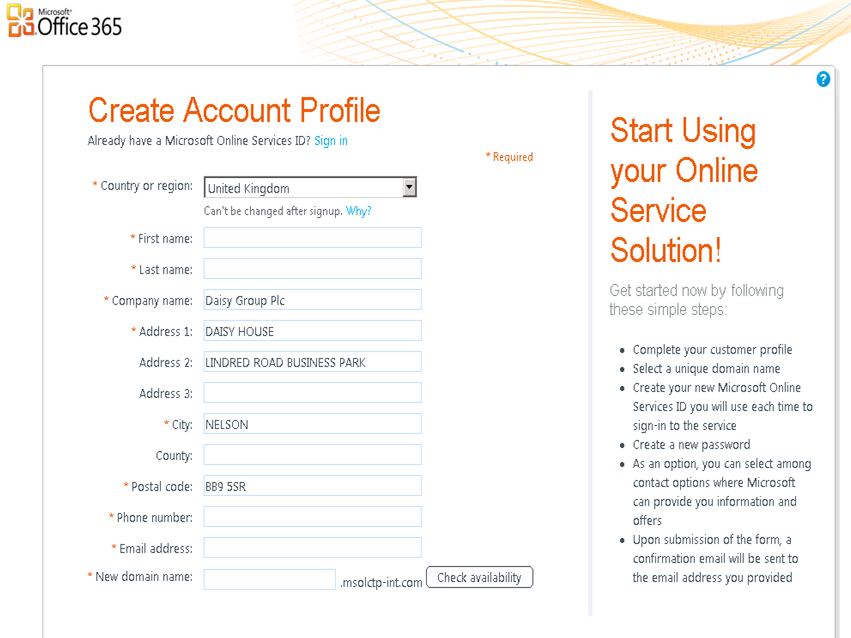 Microsoft®
Office 365
?
Create Account Profile
Already have a Microsoft Online Services ID? Sign in
* Required
* Country or region: United Kingdom
Can't be changed after signup. Why?
* First name:
* Last name:
* Company name: Daisy Group Plc
* Address 1: DAISY HOUSE
Address 2: LINDRED ROAD BUSINESS PARK
Address 3:
* City: NELSON
County:
* Postal code: BB9 5SR
* Phone number:
* Email address:
* New domain name: .msolctp-int.com Check availability
Start Using
your Online
Service
Solution!
Get started now by following
these simple steps:
• Complete your customer profile
• Select a unique domain name
• Create your new Microsoft Online
Services ID you will use each time to
sign-in to the service
• Create a new password
• As an option, you can select among
contact options where Microsoft
can provide you information and
offers
• Upon submission of the form, a
confirmation email will be sent to
the email address you provided